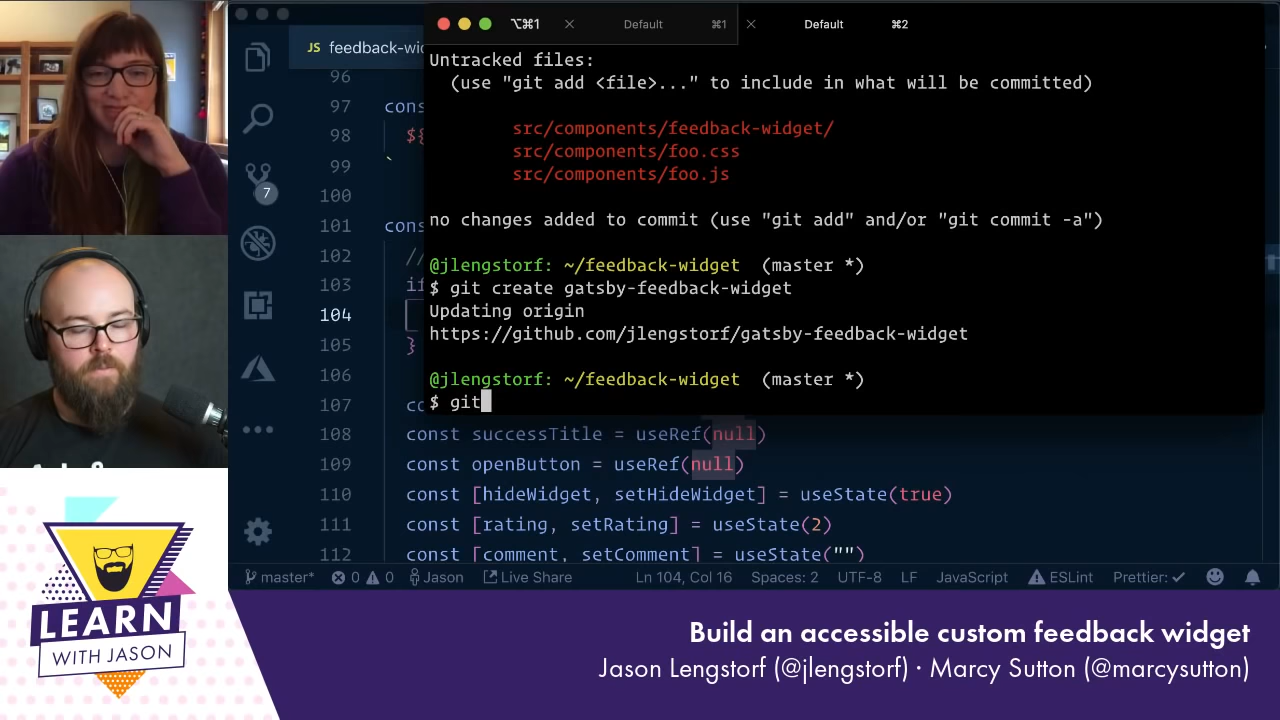 ⌥⌘1
Default ⌘1
Default ⌘2
JS feedback-wid
Untracked files:
(use "git add <file>..." to include in what will be committed)
src/components/feedback-widget/
src/components/foo.css
src/components/foo.js
no changes added to commit (use "git add" and/or "git commit -a")
@jlengstorf: ~/feedback-widget (master *)
$ git create gatsby-feedback-widget
Updating origin
https://github.com/jlengstorf/gatsby-feedback-widget
@jlengstorf: ~/feedback-widget (master *)
$ git
7
96
97 cons
98 ${
99 `
100
101 cons
102 //
103 if
104
105 }
106
107 co
108 const successTitle = useRef(null)
109 const openButton = useRef(null)
110 const [hideWidget, setHideWidget] = useState(true)
111 const [rating, setRating] = useState(2)
112 const [comment, setComment] = useState("")
master* 0 0 Jason Live Share Ln 104, Col 16 Spaces: 2 UTF-8 LF JavaScript ESLint Prettier: ✓
LEARN
WITH JASON
Build an accessible custom feedback widget
Jason Lengstorf (@jlengstorf) · Marcy Sutton (@marcysutton)